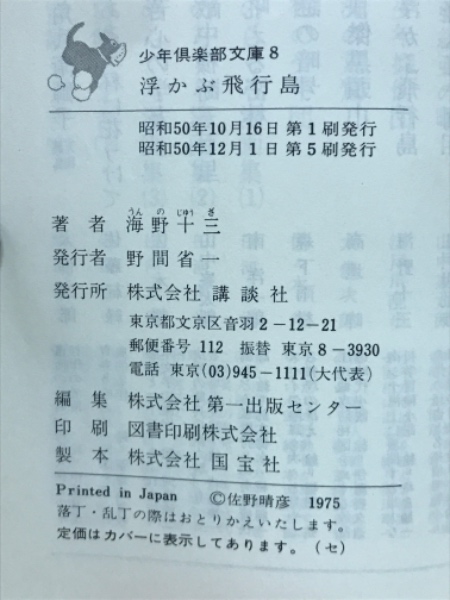 少年倶楽部文庫8
浮かぶ飛行島
昭和50年10月16日 第1刷発行
昭和50年12月1日 第5刷発行
うんの じゅうざ
著者 海野十三
発行者 野間省一
発行所 株式会社 講談社
東京都文京区音羽2-12-21
郵便番号 112 振替 東京8-3930
電話 東京(03)945-1111(大代表)
編集 株式会社 第一出版センター
印刷 図書印刷株式会社
製本 株式会社 国宝社
Printed in Japan ©佐野晴彦 1975
落丁・乱丁の際はおとりかえいたします。
定価はカバーに表示してあります。(セ)